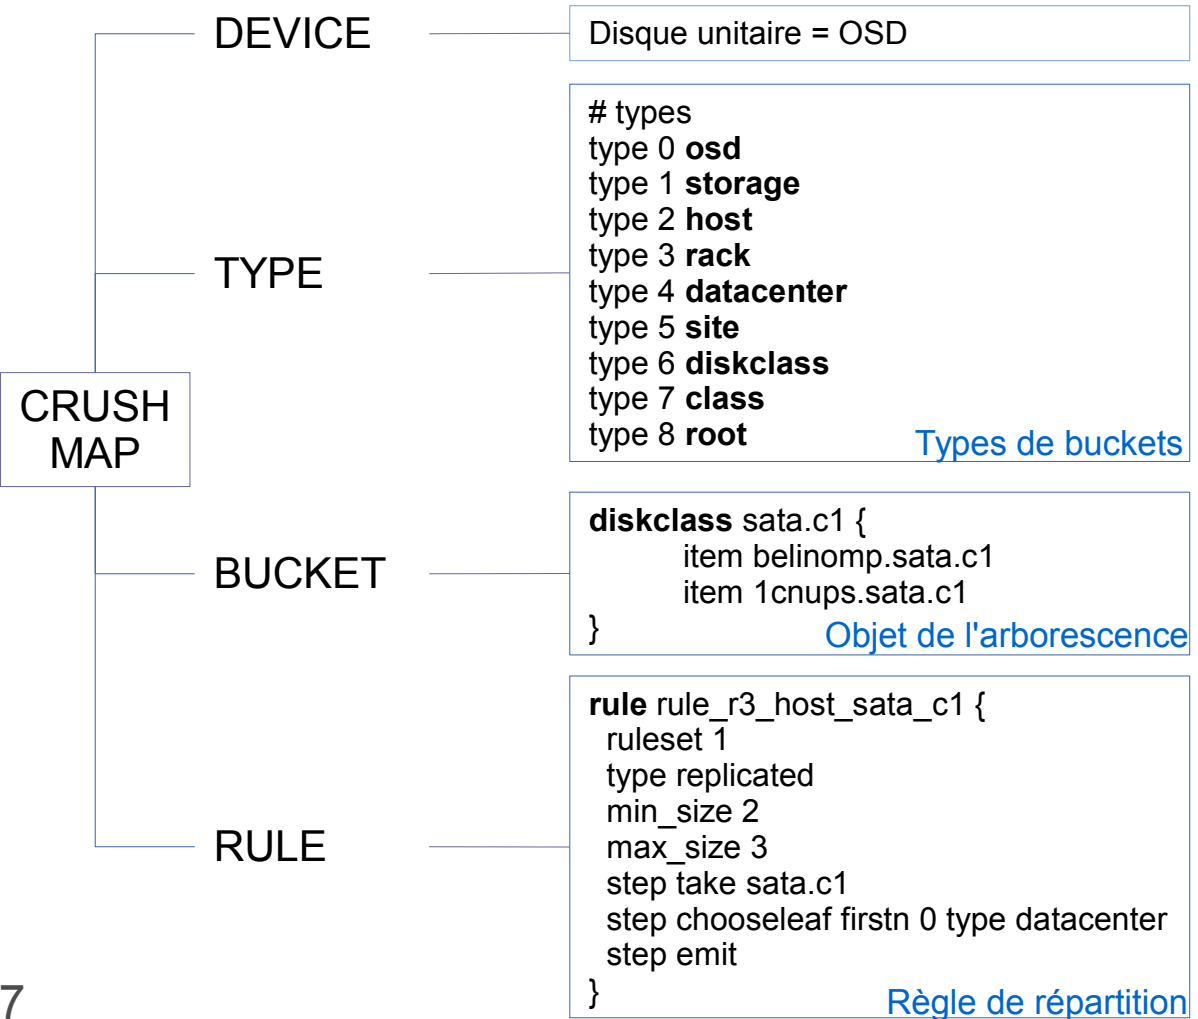 DEVICE
Disque unitaire = OSD
TYPE
# types
type 0 osd
type 1 storage
type 2 host
type 3 rack
type 4 datacenter
type 5 site
type 6 diskclass
type 7 class
type 8 root
Types de buckets
CRUSH
MAP
BUCKET
diskclass sata.c1 {
item belinomp.sata.c1
item 1cnups.sata.c1
}
Objet de l'arborescence
RULE
rule rule_r3_host_sata_c1 {
ruleset 1
type replicated
min_size 2
max_size 3
step take sata.c1
step chooseleaf firstn 0 type datacenter
step emit
}
Règle de répartition
7